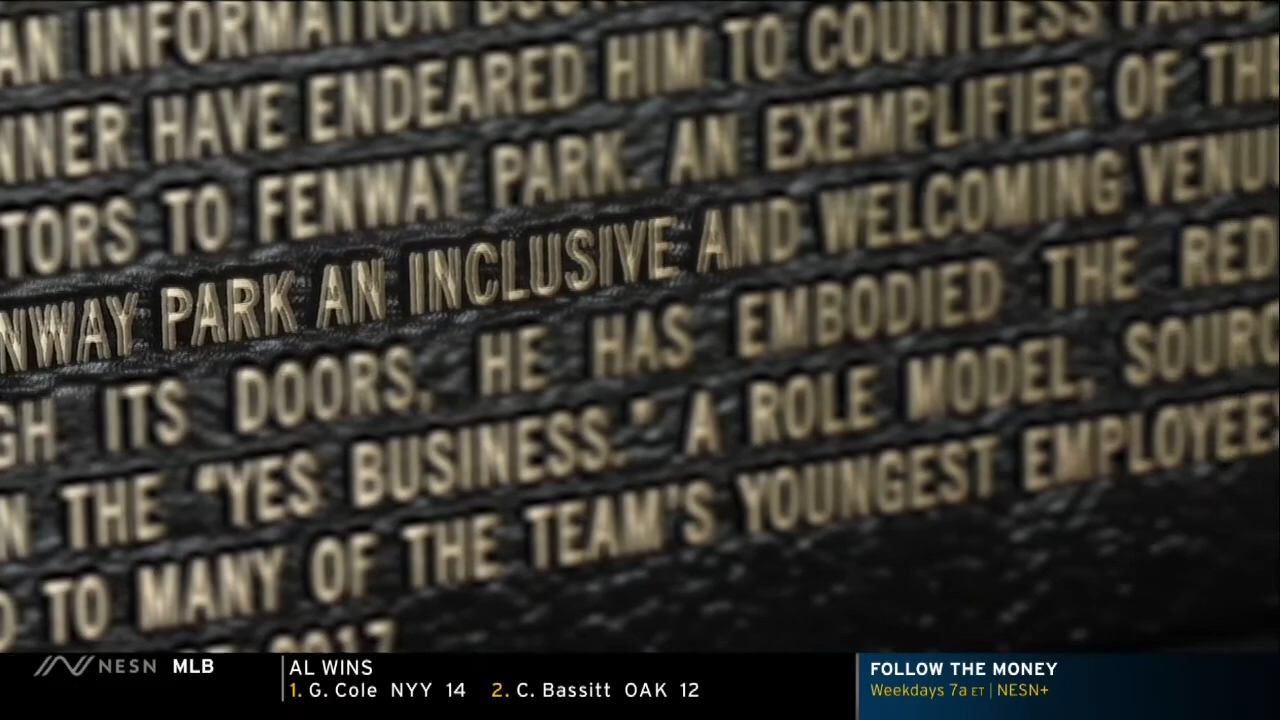 AN INFORMATION
HAVE ENDEARED HIM TO COUNTLESS
TO FENWAY PARK. AN EXEMPLIFIER OF THE
NWAY PARK AN INCLUSIVE AND WELCOMING VENU
GH ITS DOORS, HE HAS EMBODIED THE RED
N THE "YES BUSINESS." A ROLE MODEL, SOURC
TO MANY OF THE TEAM'S YOUNGEST EMPLOYEE
2017
NESN MLB
AL WINS
1. G. Cole NYY 14 2. C. Bassitt OAK 12
FOLLOW THE MONEY
Weekdays 7a ET | NESN+